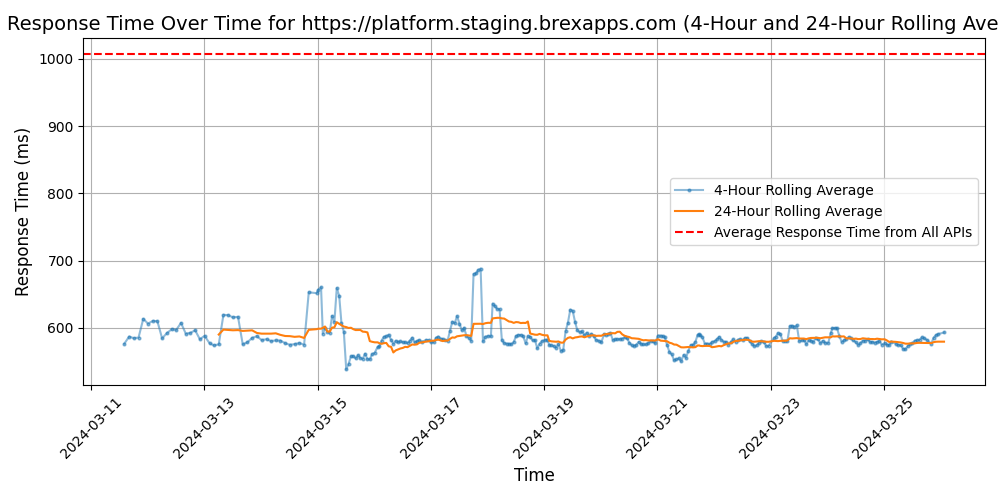 Response Time Over Time for https://platform.staging.brexapps.com (4-Hour and 24-Hour Rolling Ave
Response Time (ms)
1000
900
800
700
600
4-Hour Rolling Average
24-Hour Rolling Average
Average Response Time from All APIs
2024-03-11
2024-03-13
2024-03-15
2024-03-17
2024-03-19
2024-03-21
2024-03-23
2024-03-25
Time